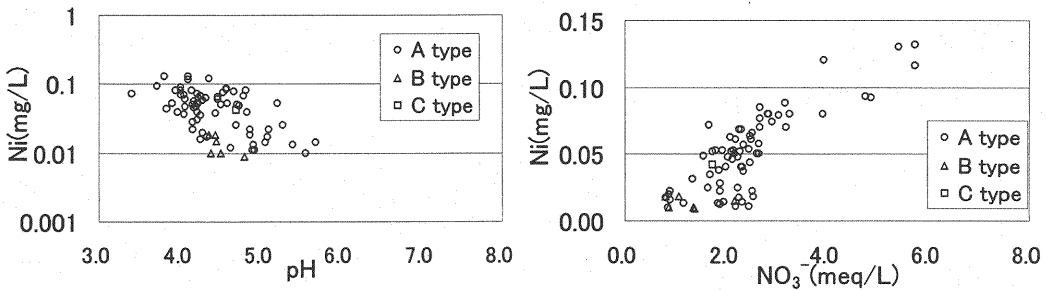 1
0.1
0.01
0.001
Ni(mg/L)
3.0 4.0 5.0 6.0 7.0 8.0
pH
A type
B type
C type
0.15
0.10
0.05
0.00
Ni(mg/L)
0.0 2.0 4.0 6.0 8.0
NO₃⁻(meq/L)
A type
B type
C type